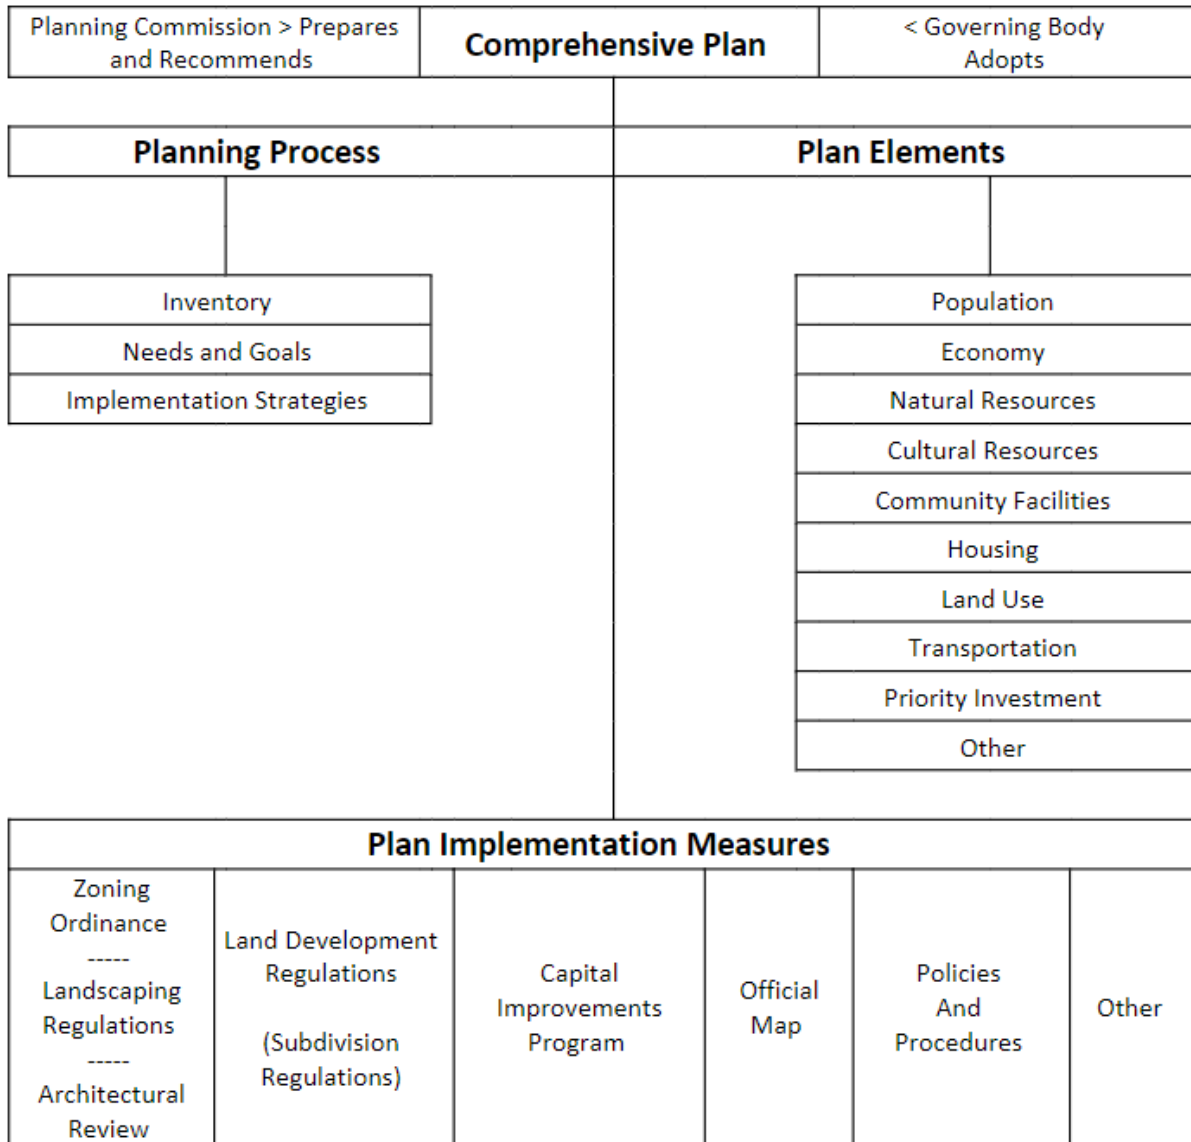 Planning Commission > Prepares
and Recommends
Comprehensive Plan
< Governing Body
Adopts
Planning Process
Plan Elements
Inventory
Needs and Goals
Implementation Strategies
Population
Economy
Natural Resources
Cultural Resources
Community Facilities
Housing
Land Use
Transportation
Priority Investment
Other
Plan Implementation Measures
Zoning
Ordinance
-----
Landscaping
Regulations
-----
Architectural
Review
Land Development
Regulations
(Subdivision
Regulations)
Capital
Improvements
Program
Official
Map
Policies
And
Procedures
Other